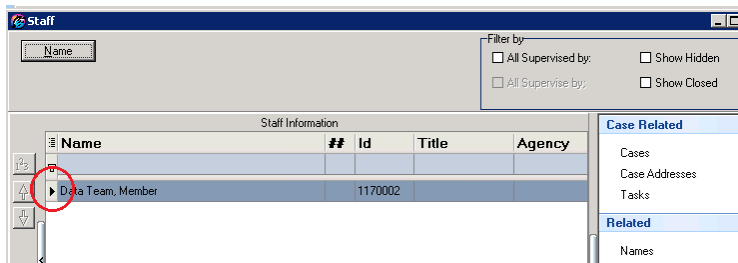 Staff
Name
Filter by
All Supervised by:
Show Hidden
All Supervise by:
Show Closed
Staff Information
Name ## Id Title Agency
Data Team, Member 1170002
1²3
Case Related
Cases
Case Addresses
Tasks
Related
Names